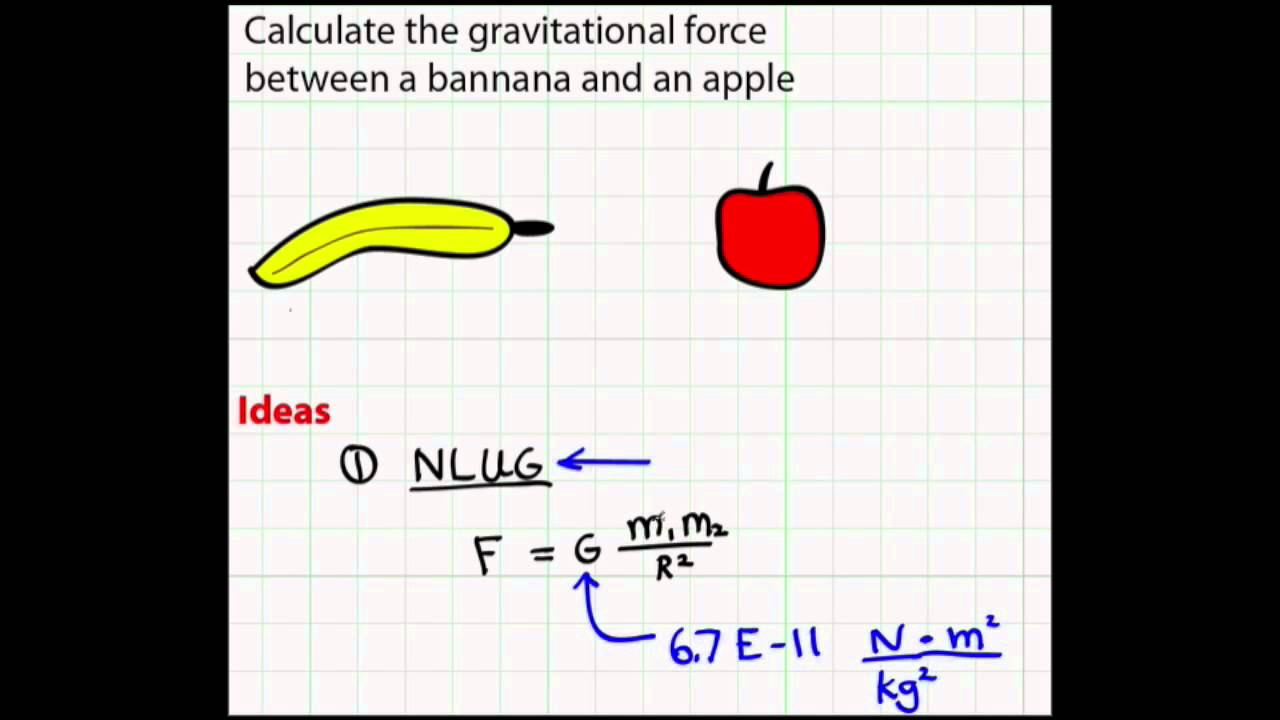 Calculate the gravitational force
between a bannana and an apple
Ideas
① NLUG
F = G m₁m₂/R²
6.7 E-11 N·m²/kg²